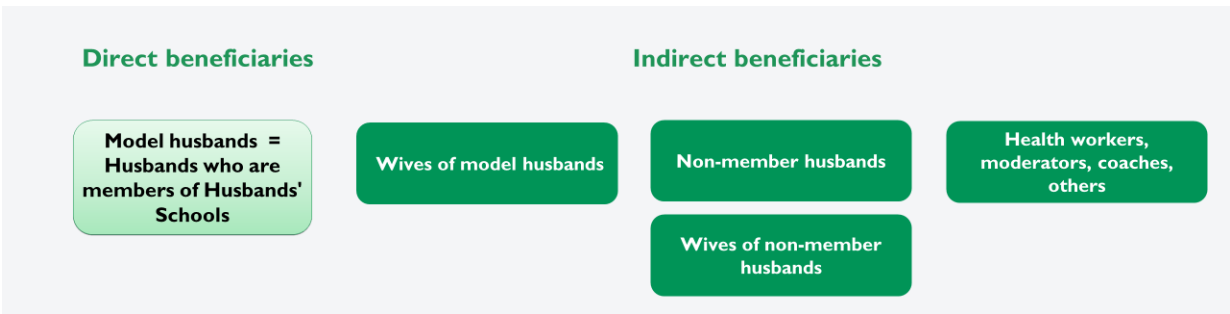 Direct beneficiaries
Indirect beneficiaries
Model husbands =
Husbands who are
members of Husbands'
Schools
Wives of model husbands
Non-member husbands
Wives of non-member
husbands
Health workers,
moderators, coaches,
others